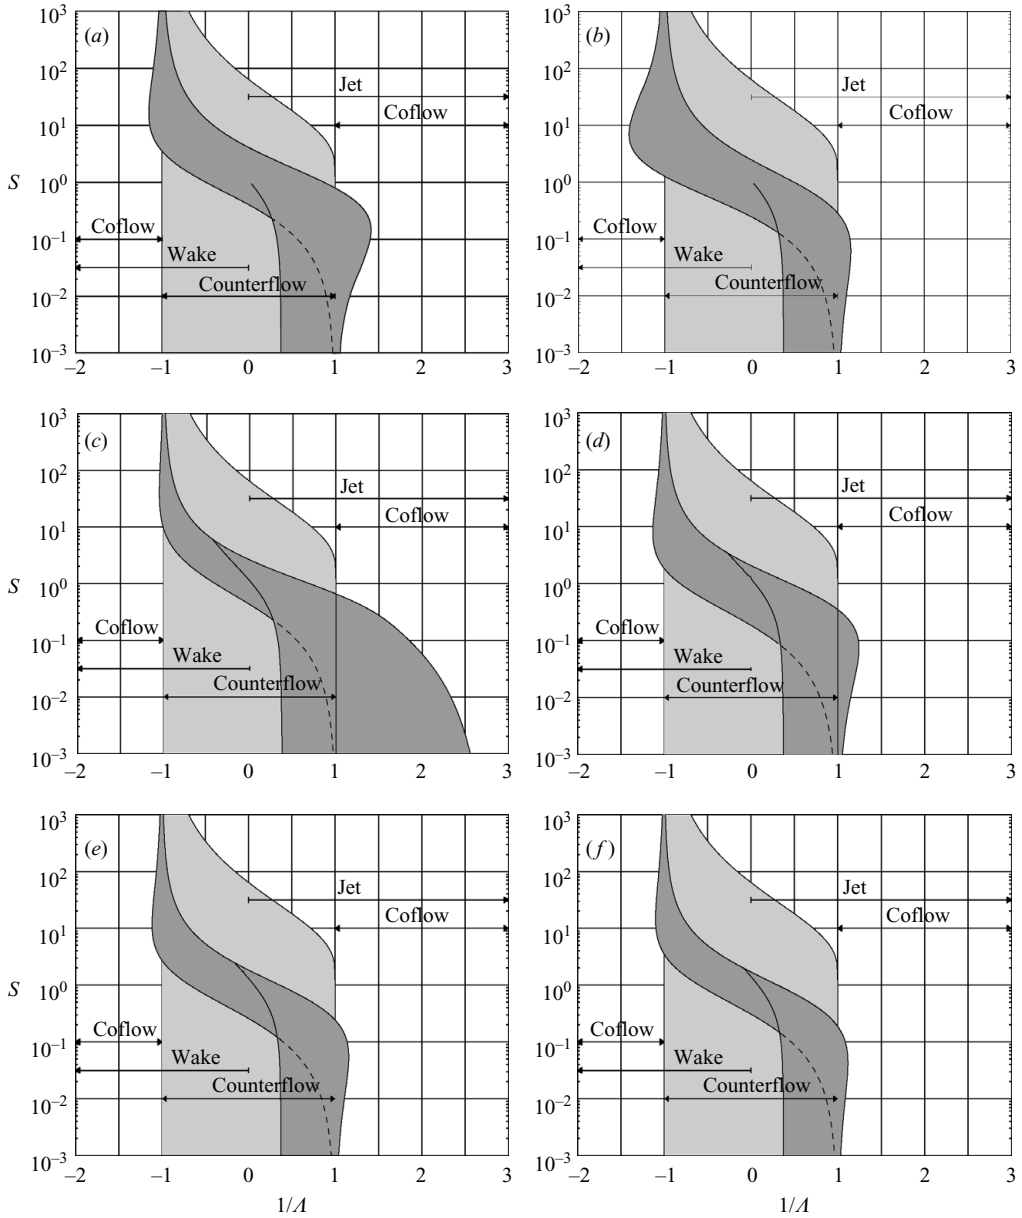 (a)
10³
10²
10¹
S 10⁰
10⁻¹
10⁻²
10⁻³
Jet
Coflow
Coflow
Wake
Counterflow
–2 –1 0 1 2 3
(b)
10³
10²
10¹
10⁰
10⁻¹
10⁻²
10⁻³
Jet
Coflow
Coflow
Wake
Counterflow
–2 –1 0 1 2 3
(c)
10³
10²
10¹
S 10⁰
10⁻¹
10⁻²
10⁻³
Jet
Coflow
Coflow
Wake
Counterflow
–2 –1 0 1 2 3
(d)
10³
10²
10¹
10⁰
10⁻¹
10⁻²
10⁻³
Jet
Coflow
Coflow
Wake
Counterflow
–2 –1 0 1 2 3
(e)
10³
10²
10¹
S 10⁰
10⁻¹
10⁻²
10⁻³
Jet
Coflow
Coflow
Wake
Counterflow
–2 –1 0 1 2 3
1/Λ
(f)
10³
10²
10¹
10⁰
10⁻¹
10⁻²
10⁻³
Jet
Coflow
Coflow
Wake
Counterflow
–2 –1 0 1 2 3
1/Λ